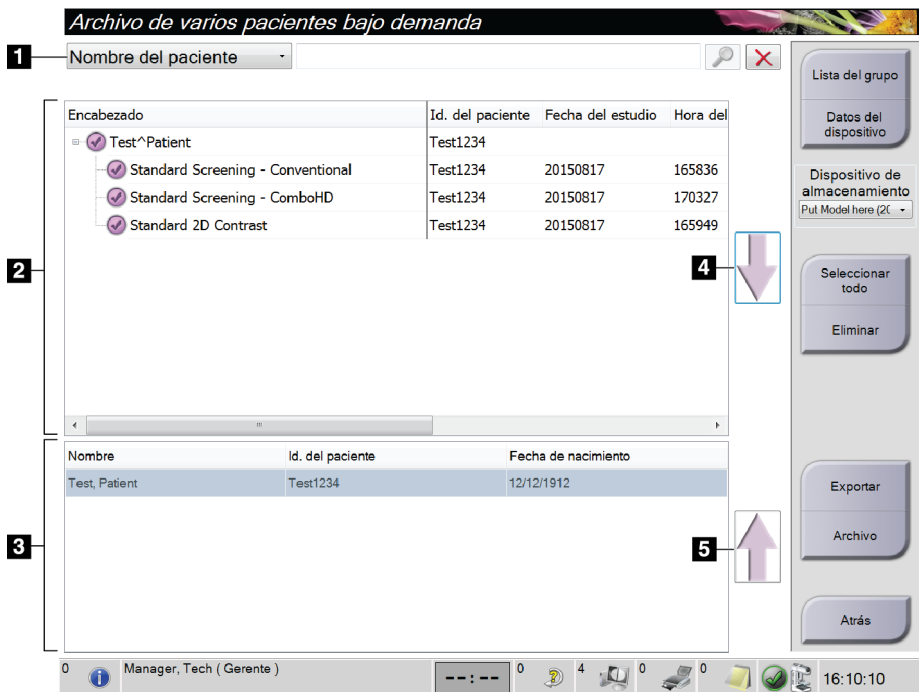 Archivo de varios pacientes bajo demanda
1
Nombre del paciente
Lista del grupo
Datos del dispositivo
Dispositivo de almacenamiento
Put Model here (20
Seleccionar todo
Eliminar
Exportar
Archivo
Atrás
2
Encabezado Id. del paciente Fecha del estudio Hora del
Test^Patient Test1234
Standard Screening - Conventional Test1234 20150817 165836
Standard Screening - ComboHD Test1234 20150817 170327
Standard 2D Contrast Test1234 20150817 165949
4
3
Nombre Id. del paciente Fecha de nacimiento
Test, Patient Test1234 12/12/1912
5
0 Manager, Tech ( Gerente ) --:-- 0 4 0 0 16:10:10